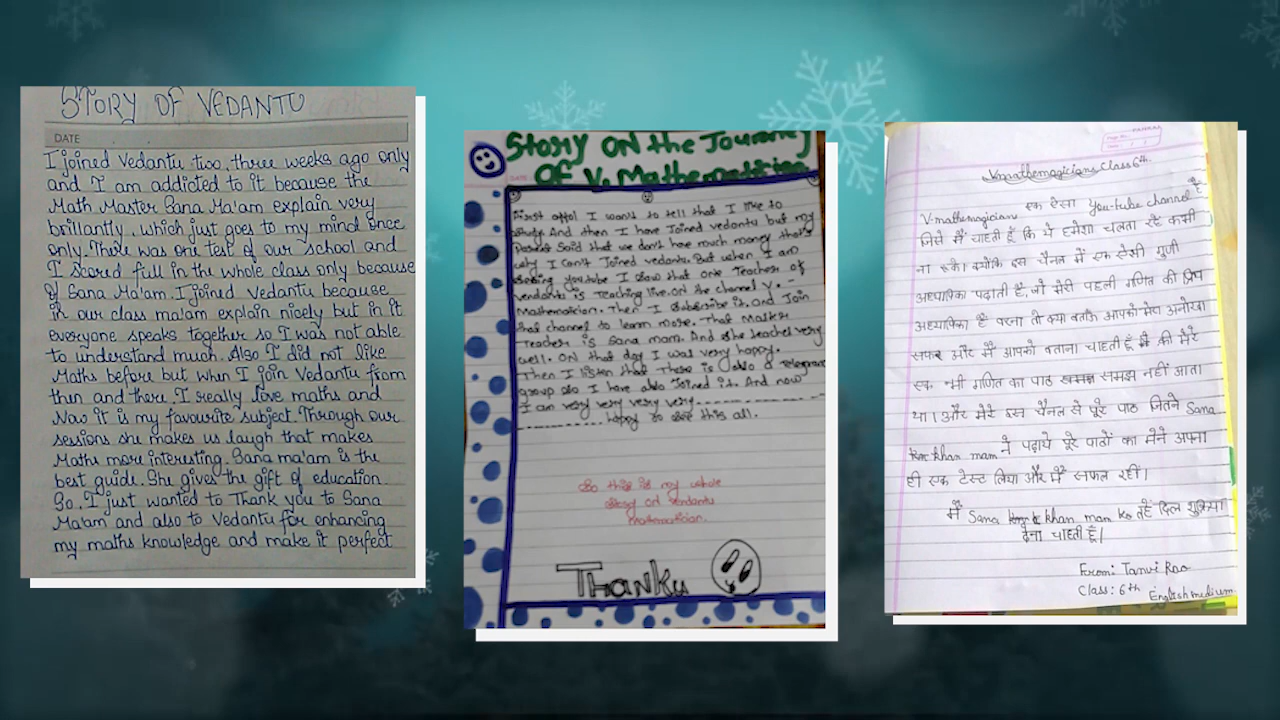 STORY OF VEDANTU
DATE
I joined Vedantu two, three weeks ago only
and I am addicted to it because the
Math Master Sana Ma'am explain very
brilliantly, which just goes to my mind once
only. There was one test of our school and
I scored full in the whole class only because
of Sana Ma'am. I joined Vedantu because
in our class ma'am explain nicely but in it
everyone speaks together so I was not able
to understand much. Also I did not like
Maths before but when I join Vedantu from
then and there I really love maths and
Now it is my favourite subject. Through our
sessions she makes us laugh that makes
Maths more interesting. Sana ma'am is the
best guide. She gives the gift of education.
So, I just wanted to Thank you to Sana
Ma'am and also to Vedantu for enhancing
my maths knowledge and make it perfect
Story on the Journey
Of V. Mathematician
First offol I want to tell that I like to
study. And then I have Joined vedantu but my
Parents Said that we don't have much money that's
why I can't Joined vedantu. But when I am
seeing youtube I Saw that one Teacher of
vendantu is Teaching live. on the channel V. -
Mathematician. Then I Subscribe it. and Join
that channel to learn more. That Maths
Teacher is Sana mam. And she teached very
well. ON that day I was very happy.
Then I listen that There is also a telegram
group so I have also Joined it. And now
I am very very very very
happy to see this all.
So this is my whole
Story on vendantu
mathematician.
Thanku
Vmathemagicians Class 6th.
V-mathemagicians एक ऐसा you-tube channel है
जिसे मैं चाहती हूँ कि ये हमेशा चलता रहे कभी
ना रुके। क्योंकि इस चैनल में एक ऐसी गुणी
अध्यापिका पढ़ाती है, जो मेरी पहली गणित की प्रिय
अध्यापिका है चलो तो क्या बताऊँ आपको मेरा अनोखा
सफर और मैं आपको बताना चाहती हूँ की मेरे
एक भी गणित का पाठ समझ नहीं आता
था। और मेरे इस चैनल से पूरे पाठ जितने Sana
khan mam ने पढ़ाये पूरे पाठों का मैंने अपना
ही एक टेस्ट लिया और मैं सफल रही।
मैं Sana khan mam ko तहे दिल शुक्रिया
देना चाहती हूँ।
From: Tanvi Rao
Class: 6th English medium.